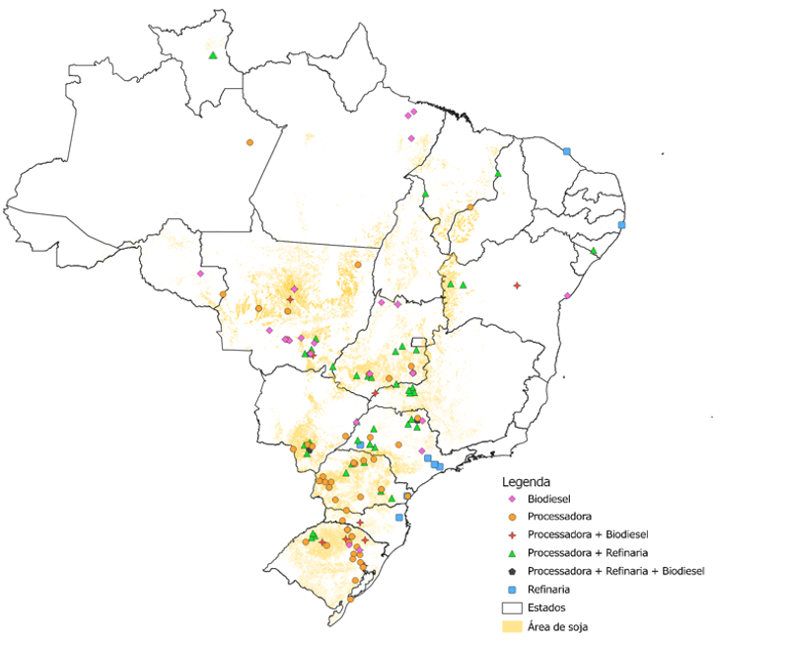 Legenda
Biodiesel
Processadora
Processadora + Biodiesel
Processadora + Refinaria
Processadora + Refinaria + Biodiesel
Refinaria
Estados
Área de soja